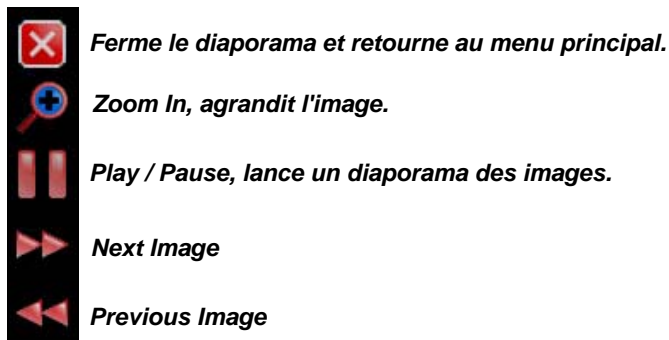 Ferme le diaporama et retourne au menu principal.
Zoom In, agrandit l'image.
Play / Pause, lance un diaporama des images.
Next Image
Previous Image